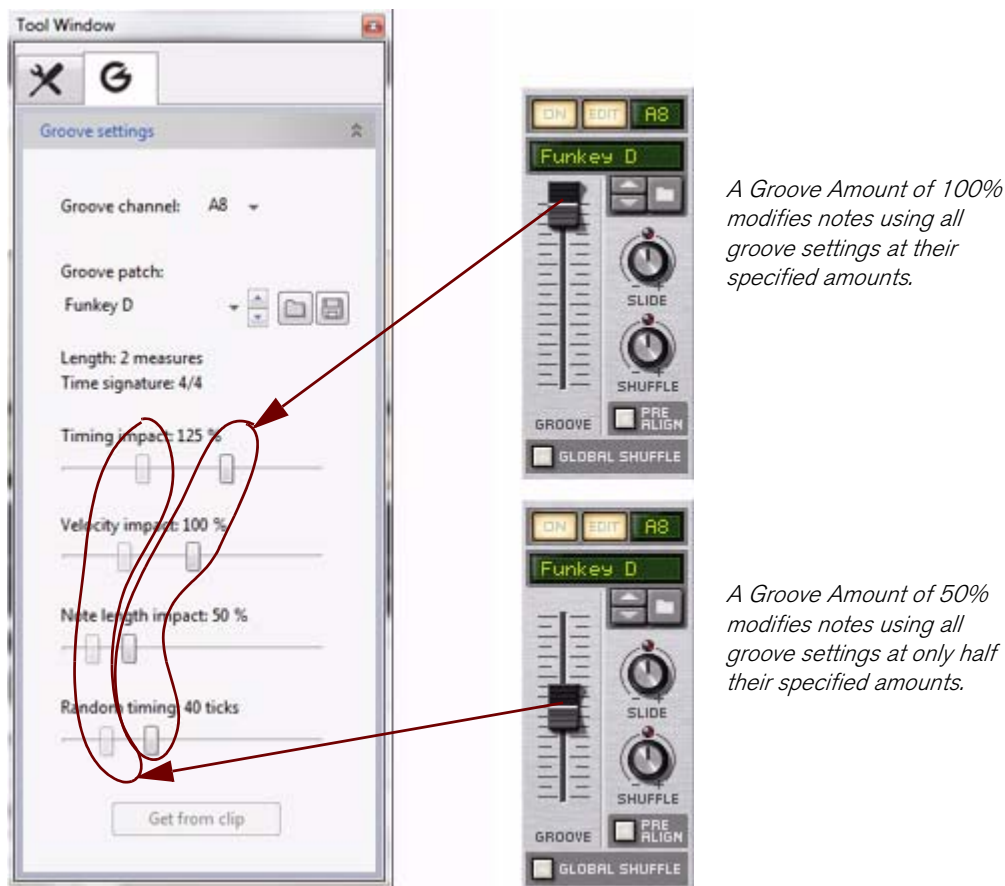 Tool Window
Groove settings
Groove channel: A8
Groove patch:
Funkey D
Length: 2 measures
Time signature: 4/4
Timing impact: 125 %
Velocity impact: 100 %
Note length impact: 50 %
Random timing: 40 ticks
Get from clip
ON EDIT A8
Funkey D
SLIDE
SHUFFLE
GROOVE
PRE
ALIGN
GLOBAL SHUFFLE
A Groove Amount of 100%
modifies notes using all
groove settings at their
specified amounts.
ON EDIT A8
Funkey D
SLIDE
SHUFFLE
GROOVE
PRE
ALIGN
GLOBAL SHUFFLE
A Groove Amount of 50%
modifies notes using all
groove settings at only half
their specified amounts.